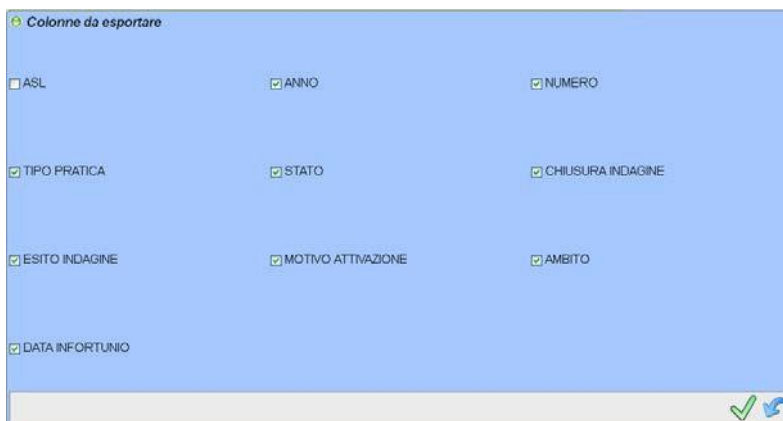 Colonne da esportare
ASL ANNO NUMERO
TIPO PRATICA STATO CHIUSURA INDAGINE
ESITO INDAGINE MOTIVO ATTIVAZIONE AMBITO
DATA INFORTUNIO